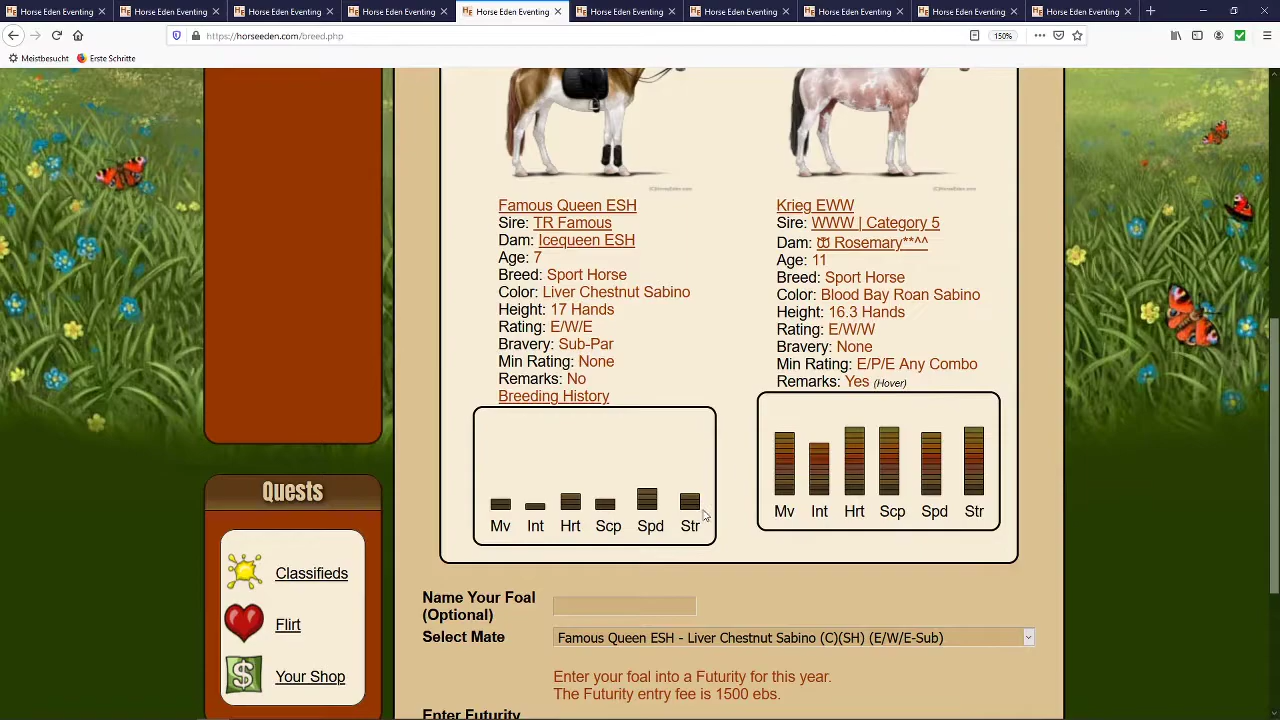 Horse Eden Eventing Horse Eden Eventing Horse Eden Eventing Horse Eden Eventing Horse Eden Eventing Horse Eden Eventing Horse Eden Eventing Horse Eden Eventing Horse Eden Eventing Horse Eden Eventing
https://horseeden.com/breed.php 150%
Meistbesucht Erste Schritte
Famous Queen ESH
Sire: TR Famous
Dam: Icequeen ESH
Age: 7
Breed: Sport Horse
Color: Liver Chestnut Sabino
Height: 17 Hands
Rating: E/W/E
Bravery: Sub-Par
Min Rating: None
Remarks: No
Breeding History
Mv Int Hrt Scp Spd Str
Krieg EWW
Sire: WWW | Category 5
Dam: Rosemary**^^
Age: 11
Breed: Sport Horse
Color: Blood Bay Roan Sabino
Height: 16.3 Hands
Rating: E/W/W
Bravery: None
Min Rating: E/P/E Any Combo
Remarks: Yes (Hover)
Mv Int Hrt Scp Spd Str
Quests
Classifieds
Flirt
Your Shop
Name Your Foal
(Optional)
Select Mate Famous Queen ESH - Liver Chestnut Sabino (C)(SH) (E/W/E-Sub)
Enter your foal into a Futurity for this year.
The Futurity entry fee is 1500 ebs.
Enter Futurity